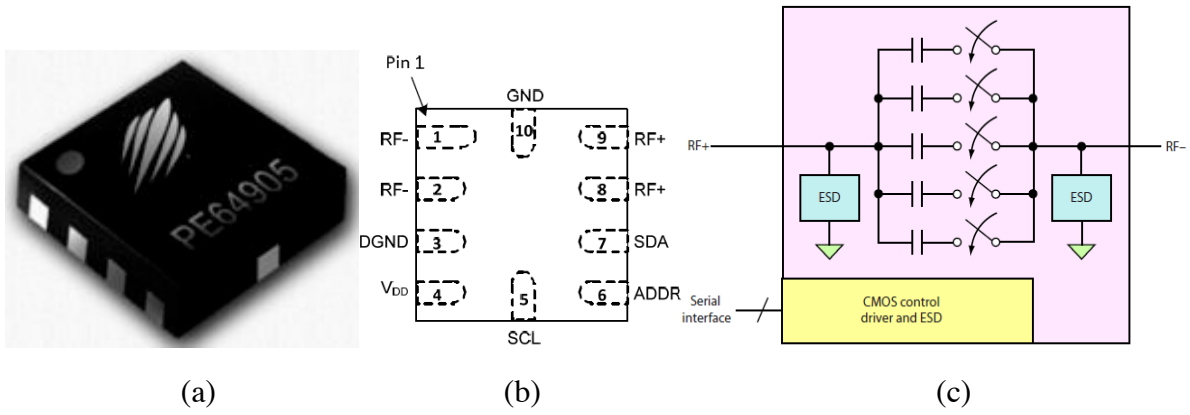 PE64905
Pin 1
GND
RF- 1 10 9 RF+
RF- 2 8 RF+
DGND 3 7 SDA
VDD 4 5 6 ADDR
SCL
RF+ RF−
ESD ESD
Serial
interface
CMOS control
driver and ESD
(a) (b) (c)